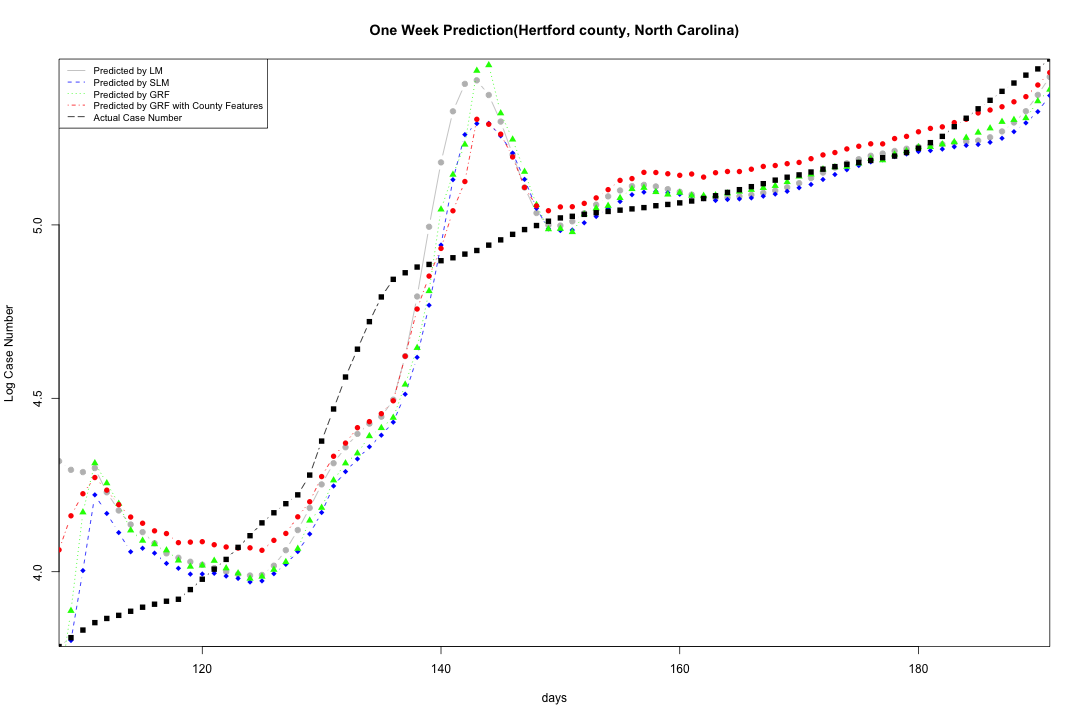 One Week Prediction(Hertford county, North Carolina)
Predicted by LM
Predicted by SLM
Predicted by GRF
Predicted by GRF with County Features
Actual Case Number
Log Case Number
5.0
4.5
4.0
120
140
160
180
days